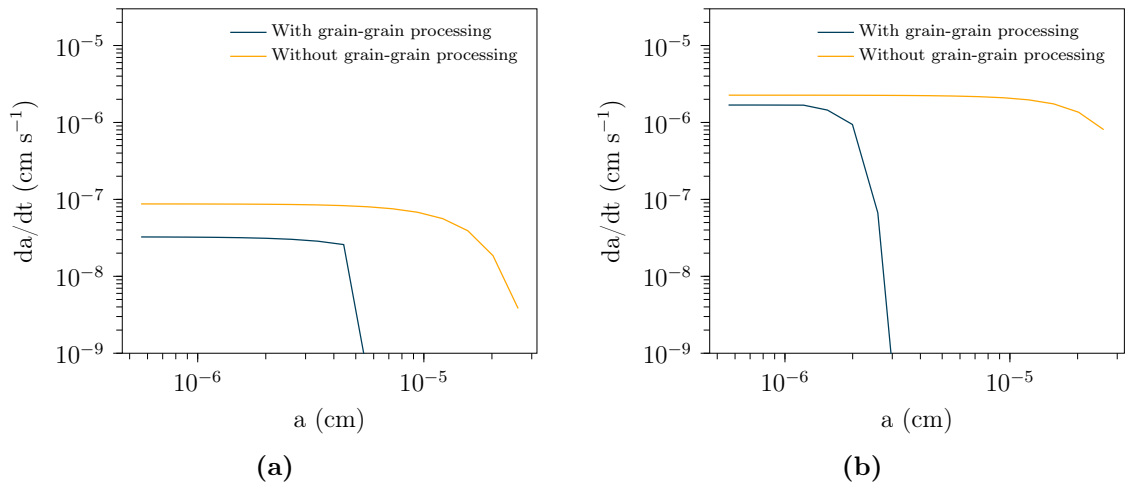 With grain-grain processing
Without grain-grain processing
10⁻⁵
10⁻⁶
10⁻⁷
10⁻⁸
10⁻⁹
da/dt (cm s⁻¹)
10⁻⁶
10⁻⁵
a (cm)
(a)
With grain-grain processing
Without grain-grain processing
10⁻⁵
10⁻⁶
10⁻⁷
10⁻⁸
10⁻⁹
da/dt (cm s⁻¹)
10⁻⁶
10⁻⁵
a (cm)
(b)